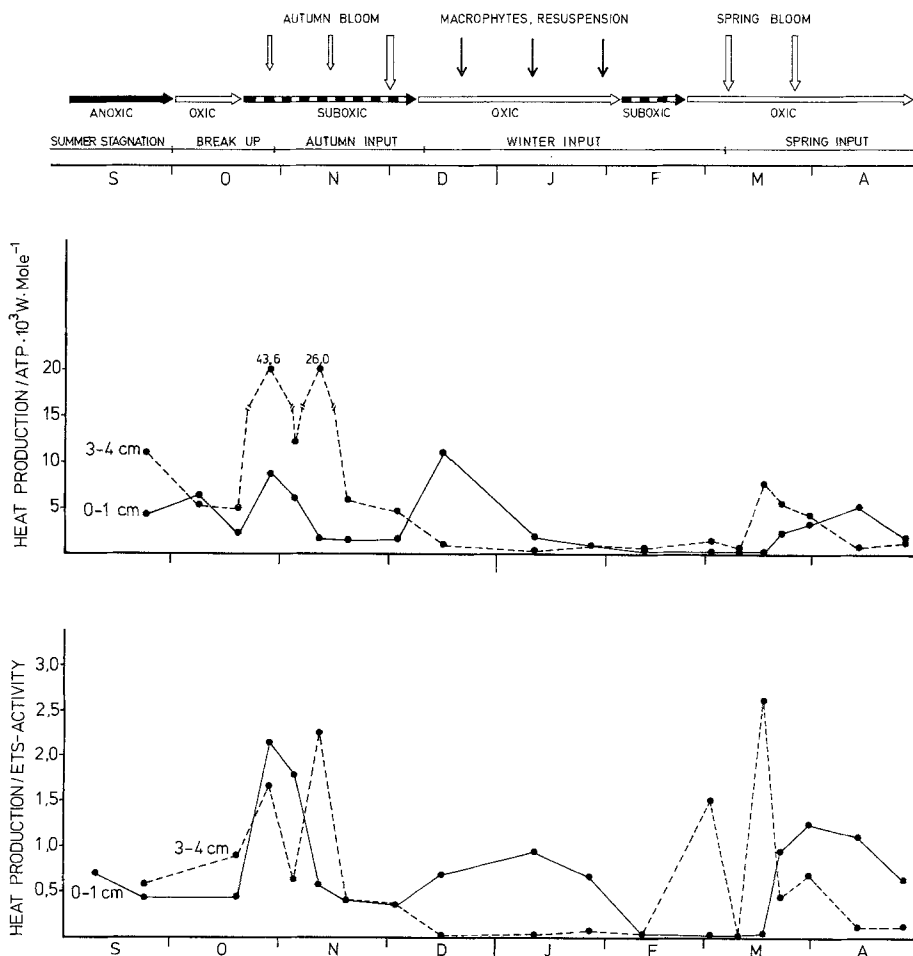 AUTUMN BLOOM MACROPHYTES, RESUSPENSION SPRING BLOOM
ANOXIC OXIC SUBOXIC OXIC SUBOXIC OXIC
SUMMER STAGNATION BREAK UP AUTUMN INPUT WINTER INPUT SPRING INPUT
S O N D J F M A
HEAT PRODUCTION/ATP·10³W·Mole⁻¹
20
15
10
5
43,6 26,0
3-4 cm
0-1 cm
HEAT PRODUCTION/ETS-ACTIVITY
3,0
2,5
2,0
1,5
1,0
0,5
3-4 cm
0-1 cm
S O N D J F M A